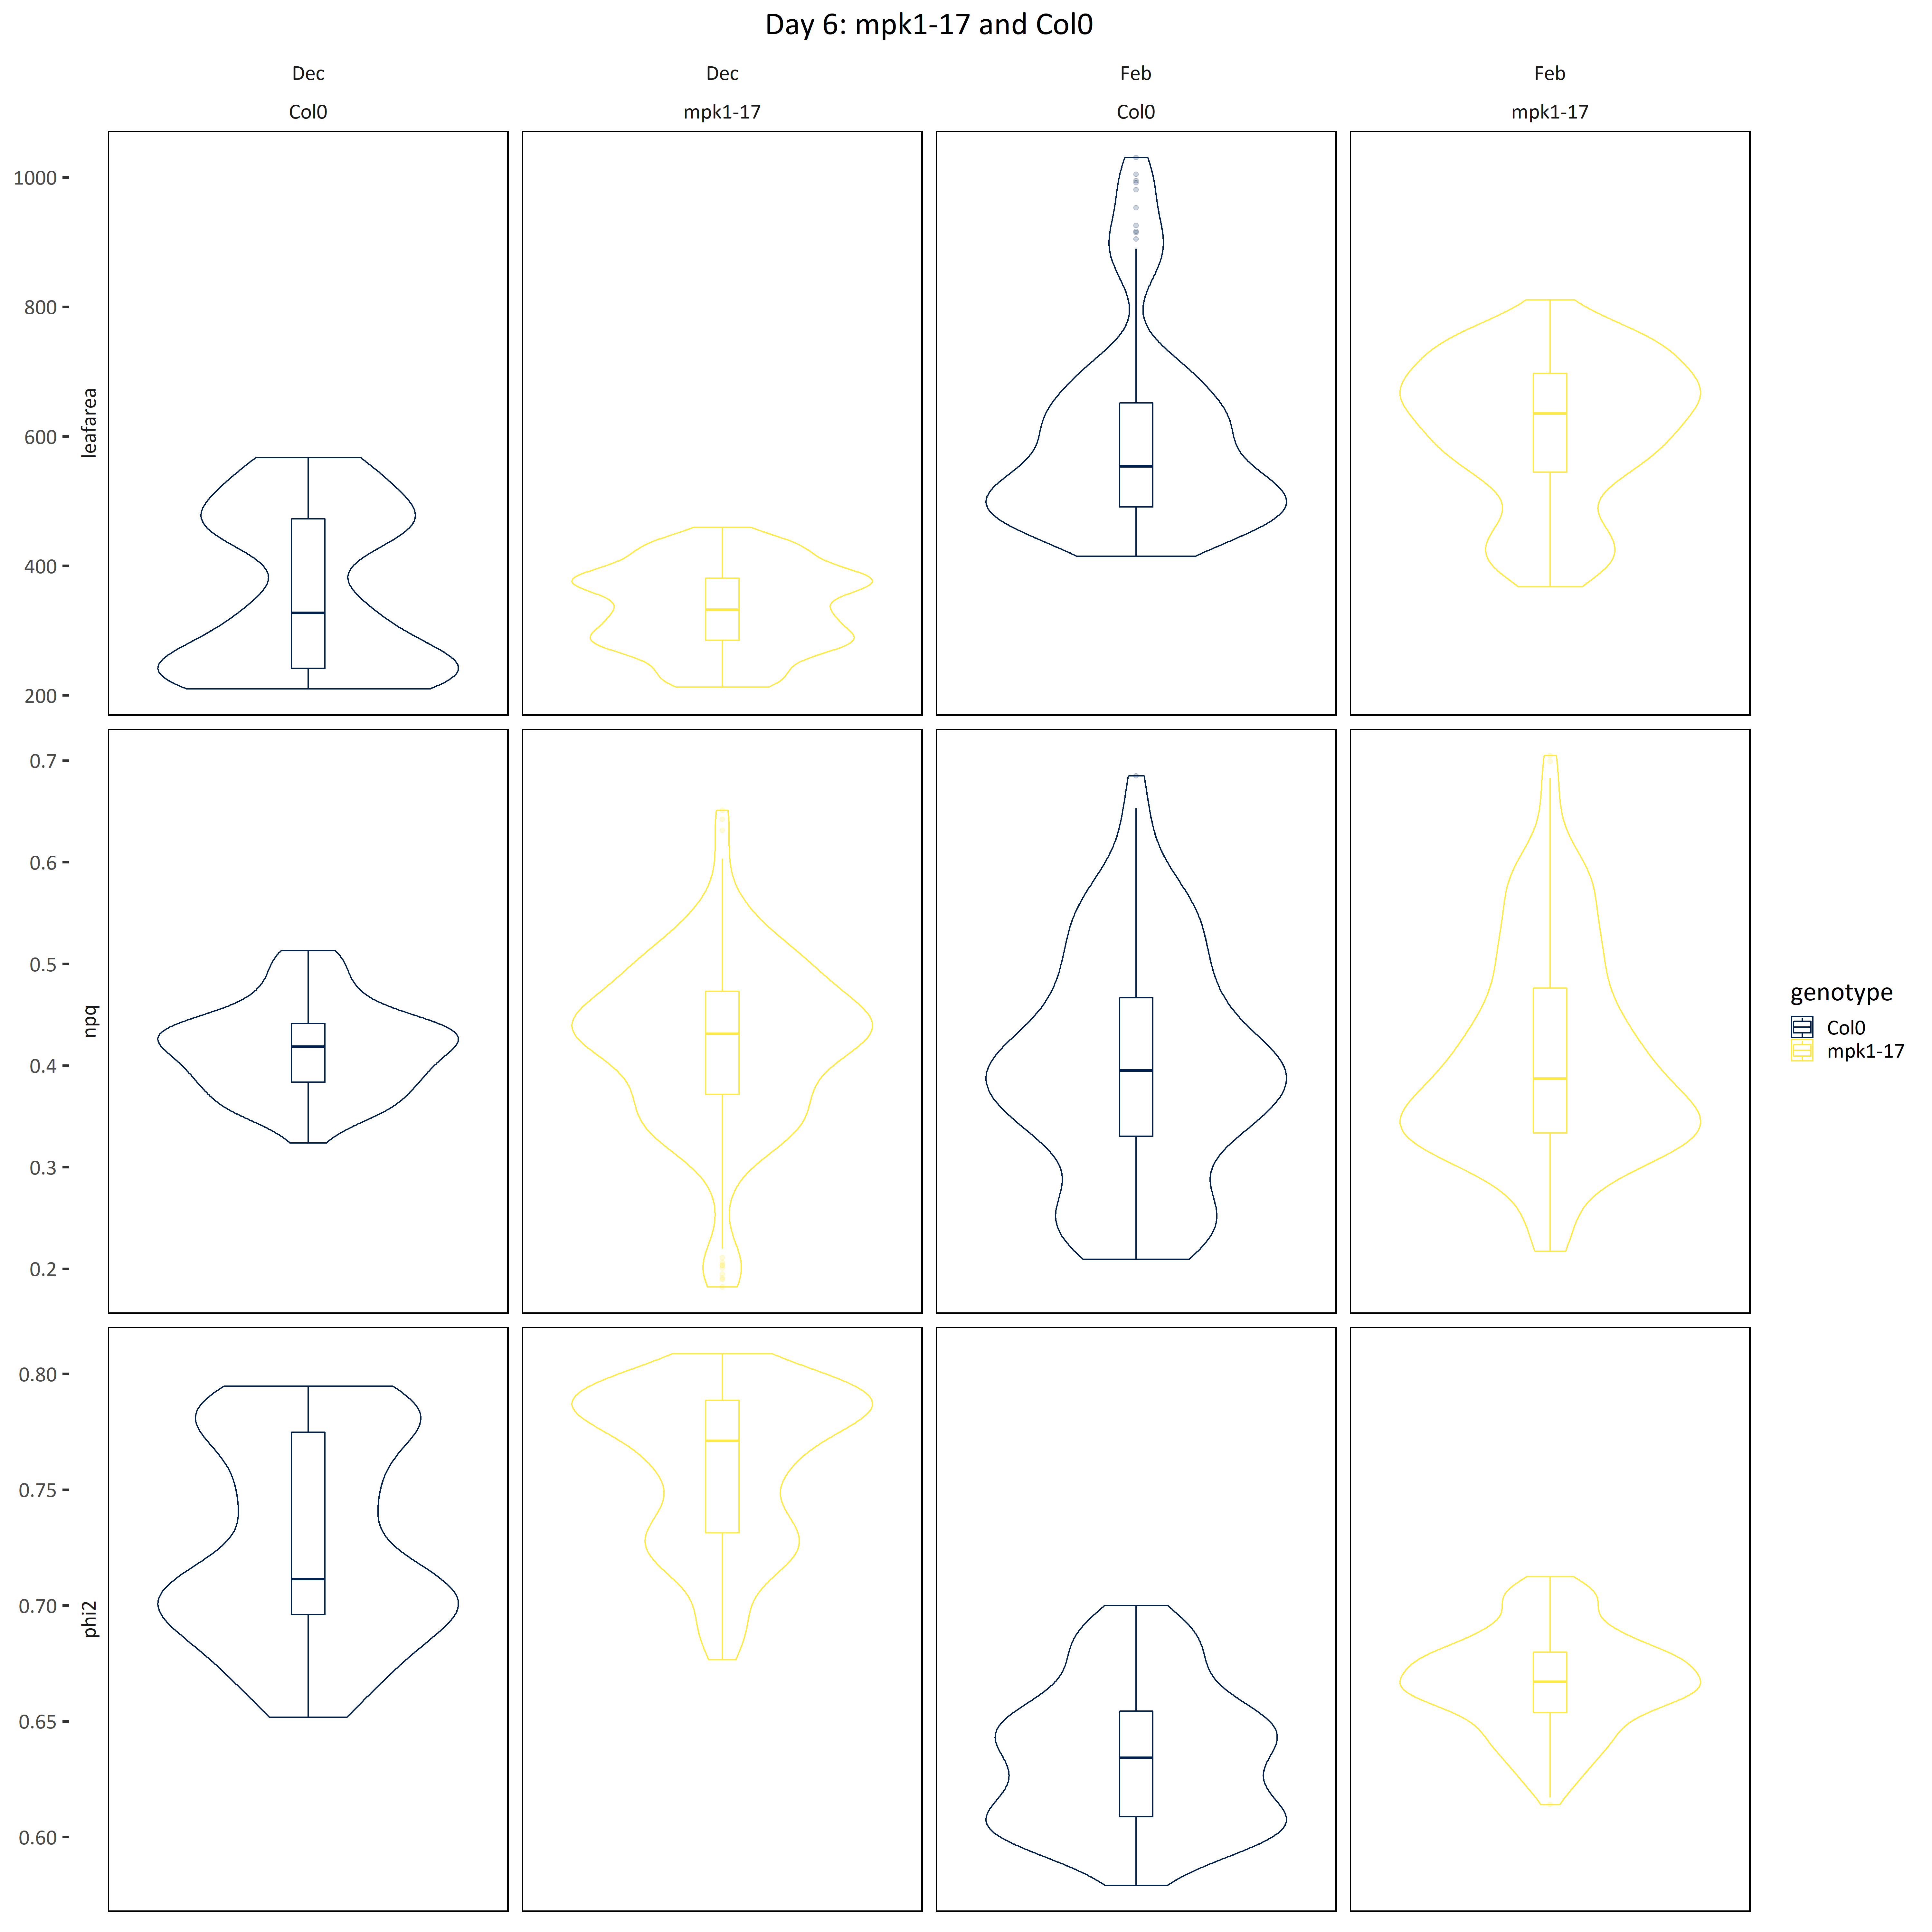 Day 6: mpk1-17 and Col0
Dec
Dec
Feb
Feb
Col0
mpk1-17
Col0
mpk1-17
1000
800
600
400
200
leafarea
0.7
0.6
0.5
0.4
0.3
0.2
npq
0.80
0.75
0.70
0.65
0.60
phi2
genotype
Col0
mpk1-17